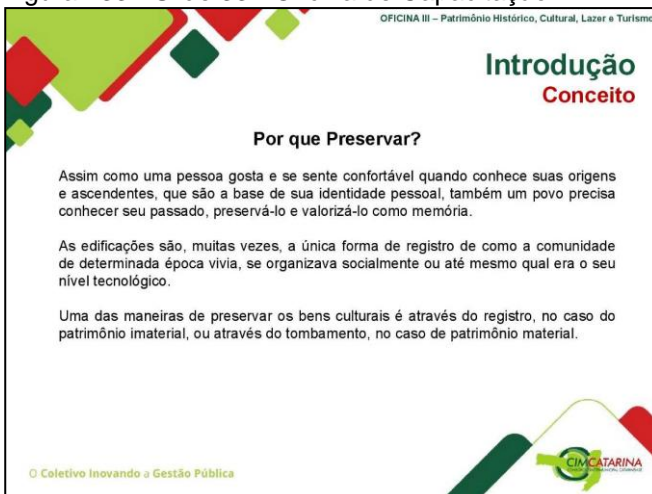 OFICINA III – Patrimônio Histórico, Cultural, Lazer e Turismo
Introdução
Conceito
Por que Preservar?
Assim como uma pessoa gosta e se sente confortável quando conhece suas origens
e ascendentes, que são a base de sua identidade pessoal, também um povo precisa
conhecer seu passado, preservá-lo e valorizá-lo como memória.
As edificações são, muitas vezes, a única forma de registro de como a comunidade
de determinada época vivia, se organizava socialmente ou até mesmo qual era o seu
nível tecnológico.
Uma das maneiras de preservar os bens culturais é através do registro, no caso do
patrimônio imaterial, ou através do tombamento, no caso de patrimônio material.
O Coletivo Inovando a Gestão Pública
CIMCATARINA